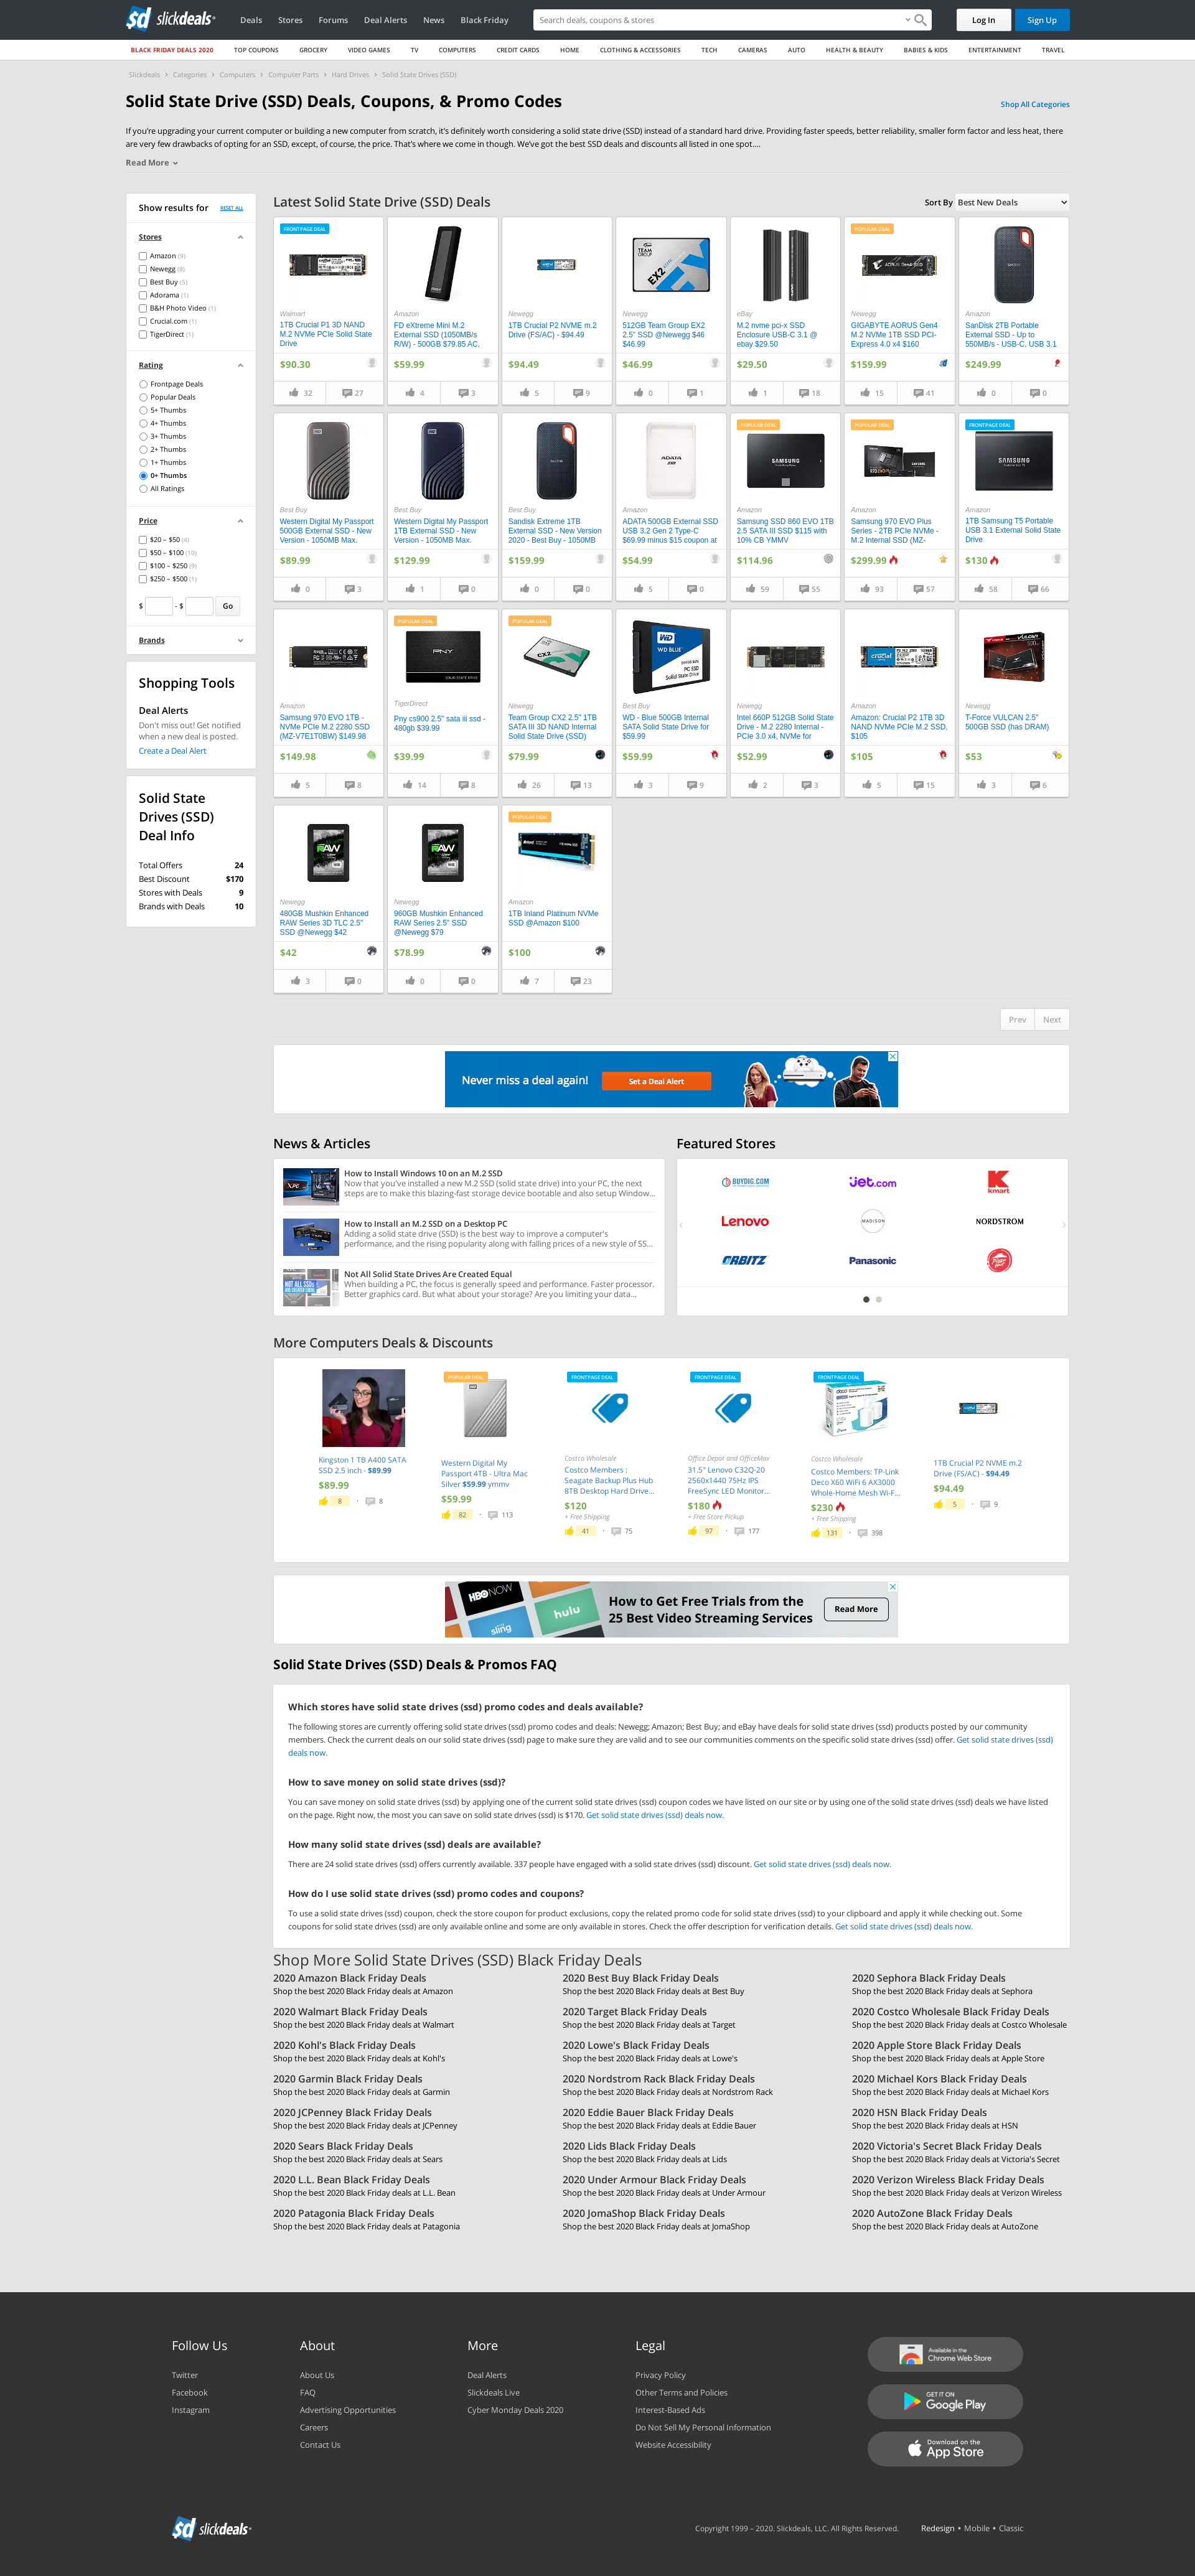 sd slickdeals
Deals
Stores
Forums
Deal Alerts
News
Black Friday
Search deals, coupons & stores
Log In
Sign Up
BLACK FRIDAY DEALS 2020
TOP COUPONS
GROCERY
VIDEO GAMES
TV
COMPUTERS
CREDIT CARDS
HOME
CLOTHING & ACCESSORIES
TECH
CAMERAS
AUTO
HEALTH & BEAUTY
BABIES & KIDS
ENTERTAINMENT
TRAVEL
Slickdeals > Categories > Computers > Computer Parts > Hard Drives > Solid State Drives (SSD)
Solid State Drive (SSD) Deals, Coupons, & Promo Codes
Shop All Categories
If you're upgrading your current computer or building a new computer from scratch, it's definitely worth considering a solid state drive (SSD) instead of a standard hard drive. Providing faster speeds, better reliability, smaller form factor and less heat, there
are very few drawbacks of opting for an SSD, except, of course, the price. That's where we come in though. We've got the best SSD deals and discounts all listed in one spot....
Read More
Show results for
RESET ALL
Stores
Amazon (9)
Newegg (8)
Best Buy (5)
Adorama (1)
B&H Photo Video (1)
Crucial.com (1)
TigerDirect (1)
Rating
Frontpage Deals
Popular Deals
5+ Thumbs
4+ Thumbs
3+ Thumbs
2+ Thumbs
1+ Thumbs
0+ Thumbs
All Ratings
Price
$20 – $50 (4)
$50 – $100 (10)
$100 – $250 (9)
$250 – $500 (1)
$ - $ Go
Brands
Shopping Tools
Deal Alerts
Don't miss out! Get notified
when a new deal is posted.
Create a Deal Alert
Solid State
Drives (SSD)
Deal Info
Total Offers 24
Best Discount $170
Stores with Deals 9
Brands with Deals 10
Latest Solid State Drive (SSD) Deals
Sort By Best New Deals
FRONTPAGE DEAL
Walmart
1TB Crucial P1 3D NAND
M.2 NVMe PCIe Solid State
Drive
$90.30
32 27
Amazon
FD eXtreme Mini M.2
External SSD (1050MB/s
R/W) - 500GB $79.85 AC,
$59.99
4 3
Newegg
1TB Crucial P2 NVME m.2
Drive (FS/AC) - $94.49
$94.49
5 9
TEAM GROUP
EX2
Newegg
512GB Team Group EX2
2.5" SSD @Newegg $46
$46.99
$46.99
0 1
eBay
M.2 nvme pci-x SSD
Enclosure USB-C 3.1 @
ebay $29.50
$29.50
1 18
POPULAR DEAL
Newegg
GIGABYTE AORUS Gen4
M.2 NVMe 1TB SSD PCI-
Express 4.0 x4 $160
$159.99
15 41
Amazon
SanDisk 2TB Portable
External SSD - Up to
550MB/s - USB-C, USB 3.1
$249.99
0 0
Best Buy
Western Digital My Passport
500GB External SSD - New
Version - 1050MB Max.
$89.99
0 3
Best Buy
Western Digital My Passport
1TB External SSD - New
Version - 1050MB Max.
$129.99
1 0
Best Buy
Sandisk Extreme 1TB
External SSD - New Version
2020 - Best Buy - 1050MB
$159.99
0 0
ADATA
Amazon
ADATA 500GB External SSD
USB 3.2 Gen 2 Type-C
$69.99 minus $15 coupon at
$54.99
5 0
POPULAR DEAL
SAMSUNG
Amazon
Samsung SSD 860 EVO 1TB
2.5 SATA III SSD $115 with
10% CB YMMV
$114.96
59 55
POPULAR DEAL
Amazon
Samsung 970 EVO Plus
Series - 2TB PCIe NVMe -
M.2 Internal SSD (MZ-
$299.99
93 57
FRONTPAGE DEAL
SAMSUNG
Amazon
1TB Samsung T5 Portable
USB 3.1 External Solid State
Drive
$130
58 66
Amazon
Samsung 970 EVO 1TB -
NVMe PCIe M.2 2280 SSD
(MZ-V7E1T0BW) $149.98
$149.98
5 8
POPULAR DEAL
PNY
TigerDirect
Pny cs900 2.5" sata iii ssd -
480gb $39.99
$39.99
14 8
POPULAR DEAL
CX2
Newegg
Team Group CX2 2.5" 1TB
SATA III 3D NAND Internal
Solid State Drive (SSD)
$79.99
26 13
WD
WD BLUE
Best Buy
WD - Blue 500GB Internal
SATA Solid State Drive for
$59.99
$59.99
3 9
Newegg
Intel 660P 512GB Solid State
Drive - M.2 2280 Internal -
PCIe 3.0 x4, NVMe for
$52.99
2 3
crucial
Amazon
Amazon: Crucial P2 1TB 3D
NAND NVMe PCIe M.2 SSD,
$105
$105
5 15
VULCAN
Newegg
T-Force VULCAN 2.5"
500GB SSD (has DRAM)
$53
3 6
RAW
Newegg
480GB Mushkin Enhanced
RAW Series 3D TLC 2.5"
SSD @Newegg $42
$42
3 0
RAW
Newegg
960GB Mushkin Enhanced
RAW Series 2.5" SSD
@Newegg $79
$78.99
0 0
POPULAR DEAL
Amazon
1TB Inland Platinum NVMe
SSD @Amazon $100
$100
7 23
Prev Next
Never miss a deal again!
Set a Deal Alert
News & Articles
How to Install Windows 10 on an M.2 SSD
Now that you've installed a new M.2 SSD (solid state drive) into your PC, the next
steps are to make this blazing-fast storage device bootable and also setup Window...
How to Install an M.2 SSD on a Desktop PC
Adding a solid state drive (SSD) is the best way to improve a computer's
performance, and the rising popularity along with falling prices of a new style of SS...
NOT ALL SSDs
Not All Solid State Drives Are Created Equal
When building a PC, the focus is generally speed and performance. Faster processor.
Better graphics card. But what about your storage? Are you limiting your data...
Featured Stores
BUYDIG.COM
Jet.com
kmart
Lenovo
MADISON
NORDSTROM
ORBITZ
Panasonic
Pizza Hut
More Computers Deals & Discounts
Kingston 1 TB A400 SATA
SSD 2.5 inch - $89.99
$89.99
8 • 8
POPULAR DEAL
Western Digital My
Passport 4TB - Ultra Mac
Silver $59.99 ymmv
$59.99
82 • 113
FRONTPAGE DEAL
Costco Wholesale
Costco Members :
Seagate Backup Plus Hub
8TB Desktop Hard Drive...
$120
+ Free Shipping
41 • 75
FRONTPAGE DEAL
Office Depot and OfficeMax
31.5" Lenovo C32Q-20
2560x1440 75Hz IPS
FreeSync LED Monitor...
$180
+ Free Store Pickup
97 • 177
FRONTPAGE DEAL
deco
Costco Wholesale
Costco Members: TP-Link
Deco X60 WiFi 6 AX3000
Whole-Home Mesh Wi-F...
$230
+ Free Shipping
131 • 398
1TB Crucial P2 NVME m.2
Drive (FS/AC) - $94.49
$94.49
5 • 9
HBO NOW
sling
hulu
How to Get Free Trials from the
25 Best Video Streaming Services
Read More
Solid State Drives (SSD) Deals & Promos FAQ
Which stores have solid state drives (ssd) promo codes and deals available?
The following stores are currently offering solid state drives (ssd) promo codes and deals: Newegg; Amazon; Best Buy; and eBay have deals for solid state drives (ssd) products posted by our community
members. Check the current deals on our solid state drives (ssd) page to make sure they are valid and to see our communities comments on the specific solid state drives (ssd) offer. Get solid state drives (ssd)
deals now.
How to save money on solid state drives (ssd)?
You can save money on solid state drives (ssd) by applying one of the current solid state drives (ssd) coupon codes we have listed on our site or by using one of the solid state drives (ssd) deals we have listed
on the page. Right now, the most you can save on solid state drives (ssd) is $170. Get solid state drives (ssd) deals now.
How many solid state drives (ssd) deals are available?
There are 24 solid state drives (ssd) offers currently available. 337 people have engaged with a solid state drives (ssd) discount. Get solid state drives (ssd) deals now.
How do I use solid state drives (ssd) promo codes and coupons?
To use a solid state drives (ssd) coupon, check the store coupon for product exclusions, copy the related promo code for solid state drives (ssd) to your clipboard and apply it while checking out. Some
coupons for solid state drives (ssd) are only available online and some are only available in stores. Check the offer description for verification details. Get solid state drives (ssd) deals now.
Shop More Solid State Drives (SSD) Black Friday Deals
2020 Amazon Black Friday Deals
Shop the best 2020 Black Friday deals at Amazon
2020 Best Buy Black Friday Deals
Shop the best 2020 Black Friday deals at Best Buy
2020 Sephora Black Friday Deals
Shop the best 2020 Black Friday deals at Sephora
2020 Walmart Black Friday Deals
Shop the best 2020 Black Friday deals at Walmart
2020 Target Black Friday Deals
Shop the best 2020 Black Friday deals at Target
2020 Costco Wholesale Black Friday Deals
Shop the best 2020 Black Friday deals at Costco Wholesale
2020 Kohl's Black Friday Deals
Shop the best 2020 Black Friday deals at Kohl's
2020 Lowe's Black Friday Deals
Shop the best 2020 Black Friday deals at Lowe's
2020 Apple Store Black Friday Deals
Shop the best 2020 Black Friday deals at Apple Store
2020 Garmin Black Friday Deals
Shop the best 2020 Black Friday deals at Garmin
2020 Nordstrom Rack Black Friday Deals
Shop the best 2020 Black Friday deals at Nordstrom Rack
2020 Michael Kors Black Friday Deals
Shop the best 2020 Black Friday deals at Michael Kors
2020 JCPenney Black Friday Deals
Shop the best 2020 Black Friday deals at JCPenney
2020 Eddie Bauer Black Friday Deals
Shop the best 2020 Black Friday deals at Eddie Bauer
2020 HSN Black Friday Deals
Shop the best 2020 Black Friday deals at HSN
2020 Sears Black Friday Deals
Shop the best 2020 Black Friday deals at Sears
2020 Lids Black Friday Deals
Shop the best 2020 Black Friday deals at Lids
2020 Victoria's Secret Black Friday Deals
Shop the best 2020 Black Friday deals at Victoria's Secret
2020 L.L. Bean Black Friday Deals
Shop the best 2020 Black Friday deals at L.L. Bean
2020 Under Armour Black Friday Deals
Shop the best 2020 Black Friday deals at Under Armour
2020 Verizon Wireless Black Friday Deals
Shop the best 2020 Black Friday deals at Verizon Wireless
2020 Patagonia Black Friday Deals
Shop the best 2020 Black Friday deals at Patagonia
2020 JomaShop Black Friday Deals
Shop the best 2020 Black Friday deals at JomaShop
2020 AutoZone Black Friday Deals
Shop the best 2020 Black Friday deals at AutoZone
Follow Us
Twitter
Facebook
Instagram
About
About Us
FAQ
Advertising Opportunities
Careers
Contact Us
More
Deal Alerts
Slickdeals Live
Cyber Monday Deals 2020
Legal
Privacy Policy
Other Terms and Policies
Interest-Based Ads
Do Not Sell My Personal Information
Website Accessibility
Available in the
Chrome Web Store
GET IT ON
Google Play
Download on the
App Store
sd slickdeals
Copyright 1999 – 2020. Slickdeals, LLC. All Rights Reserved.
Redesign • Mobile • Classic